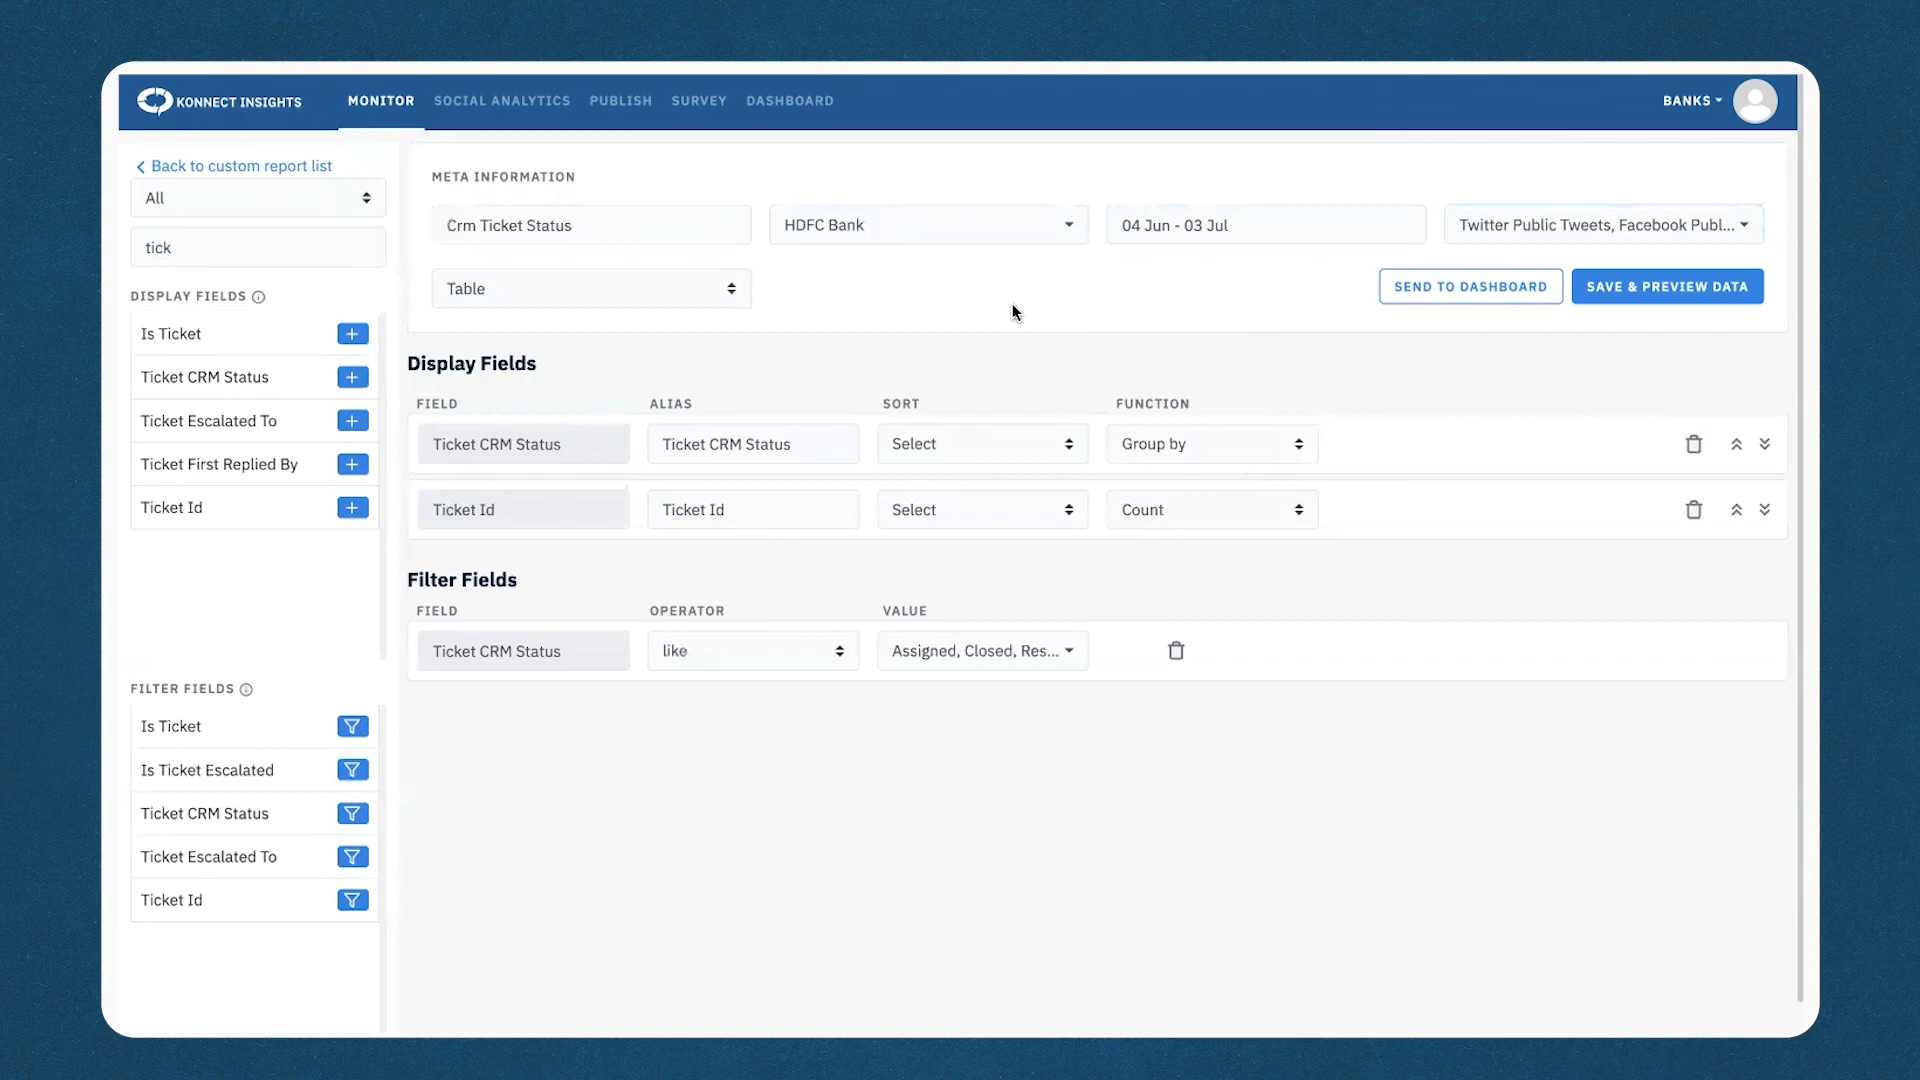 KONNECT INSIGHTS
MONITOR
SOCIAL ANALYTICS
PUBLISH
SURVEY
DASHBOARD
BANKS
Back to custom report list
All
tick
DISPLAY FIELDS
Is Ticket
Ticket CRM Status
Ticket Escalated To
Ticket First Replied By
Ticket Id
FILTER FIELDS
Is Ticket
Is Ticket Escalated
Ticket CRM Status
Ticket Escalated To
Ticket Id
META INFORMATION
Crm Ticket Status
HDFC Bank
04 Jun - 03 Jul
Twitter Public Tweets, Facebook Publ...
Table
SEND TO DASHBOARD
SAVE & PREVIEW DATA
Display Fields
FIELD ALIAS SORT FUNCTION
Ticket CRM Status Ticket CRM Status Select Group by
Ticket Id Ticket Id Select Count
Filter Fields
FIELD OPERATOR VALUE
Ticket CRM Status like Assigned, Closed, Res...